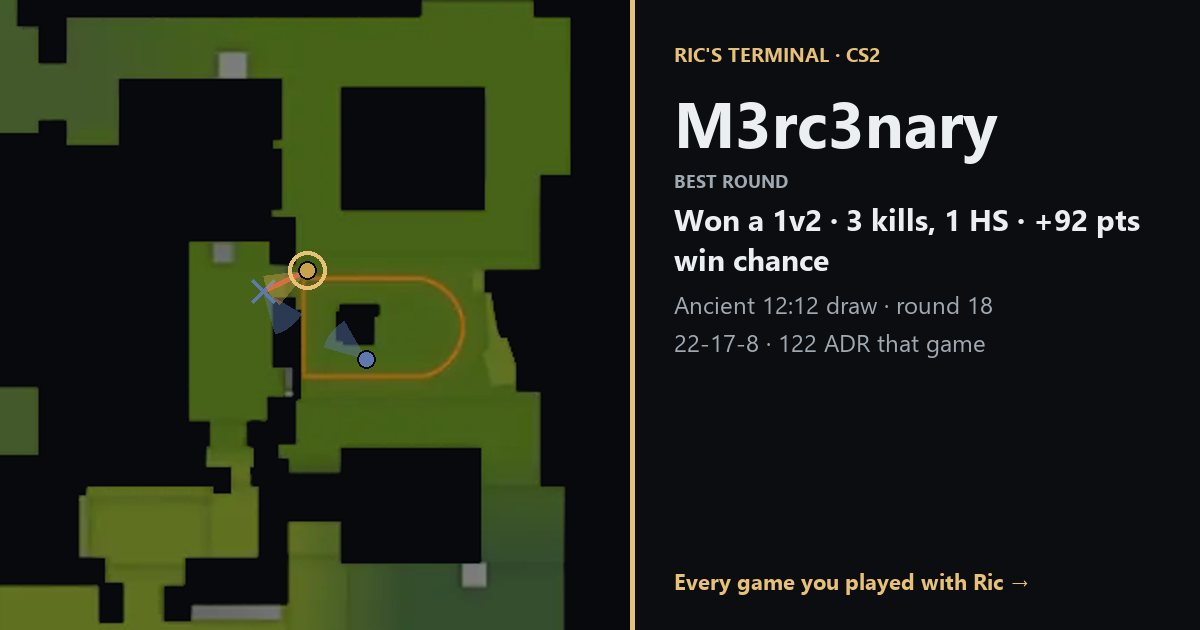 RIC'S TERMINAL · CS2
M3rc3nary
BEST ROUND
Won a 1v2 · 3 kills, 1 HS · +92 pts
win chance
Ancient 12:12 draw · round 18
22-17-8 · 122 ADR that game
Every game you played with Ric →